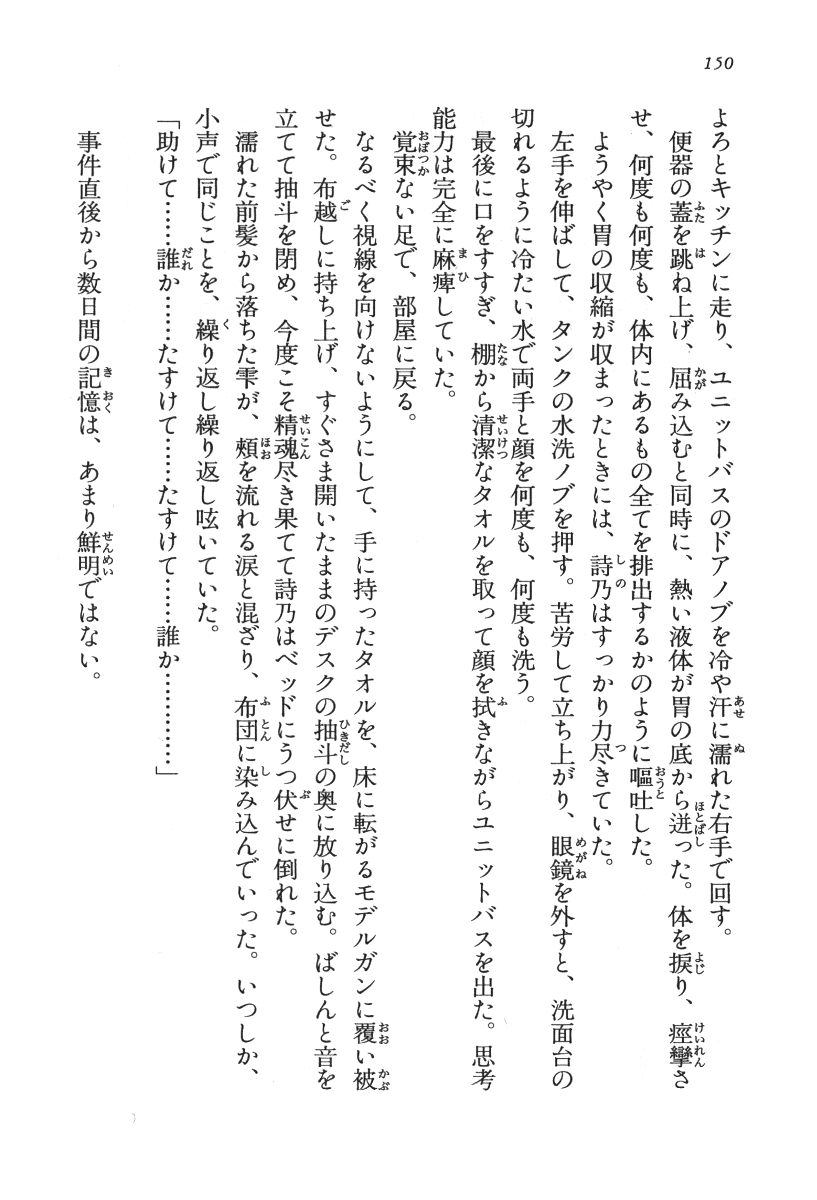 150
よろとキッチンに走り、ユニットバスのドアノブを冷や汗に濡れた右手で回す。
便器の蓋を跳ね上げ、屈み込むと同時に、熱い液体が胃の底から迸った。体を捩り、痙攣さ
せ、何度も何度も、体内にあるもの全てを排出するかのように嘔吐した。
ようやく胃の収縮が収まったときには、詩乃はすっかり力尽きていた。
左手を伸ばして、タンクの水洗ノブを押す。苦労して立ち上がり、眼鏡を外すと、洗面台の
切れるように冷たい水で両手と顔を何度も、何度も洗う。
最後に口をすすぎ、棚から清潔なタオルを取って顔を拭きながらユニットバスを出た。思考
能力は完全に麻痺していた。
覚束ない足で、部屋に戻る。
なるべく視線を向けないようにして、手に持ったタオルを、床に転がるモデルガンに覆い被
せた。布越しに持ち上げ、すぐさま開いたままのデスクの抽斗の奥に放り込む。ばしんと音を
立てて抽斗を閉め、今度こそ精魂尽き果てて詩乃はベッドにうつ伏せに倒れた。
濡れた前髪から落ちた雫が、頬を流れる涙と混ざり、布団に染み込んでいった。いつしか、
小声で同じことを、繰り返し繰り返し呟いていた。
「助けて……誰か……たすけて……たすけて……誰か…………」
事件直後から数日間の記憶は、あまり鮮明ではない。